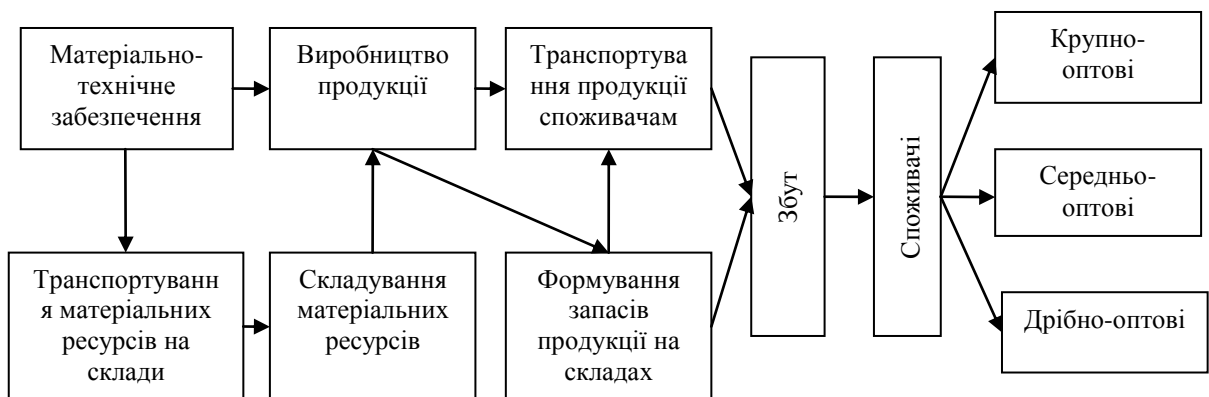 Матеріально-
технічне
забезпечення
Виробництво
продукції
Транспортува
ння продукції
споживачам
Транспортуванн
я матеріальних
ресурсів на
склади
Складування
матеріальних
ресурсів
Формування
запасів
продукції на
складах
Збут
Споживачі
Крупно-
оптові
Середньо-
оптові
Дрібно-оптові